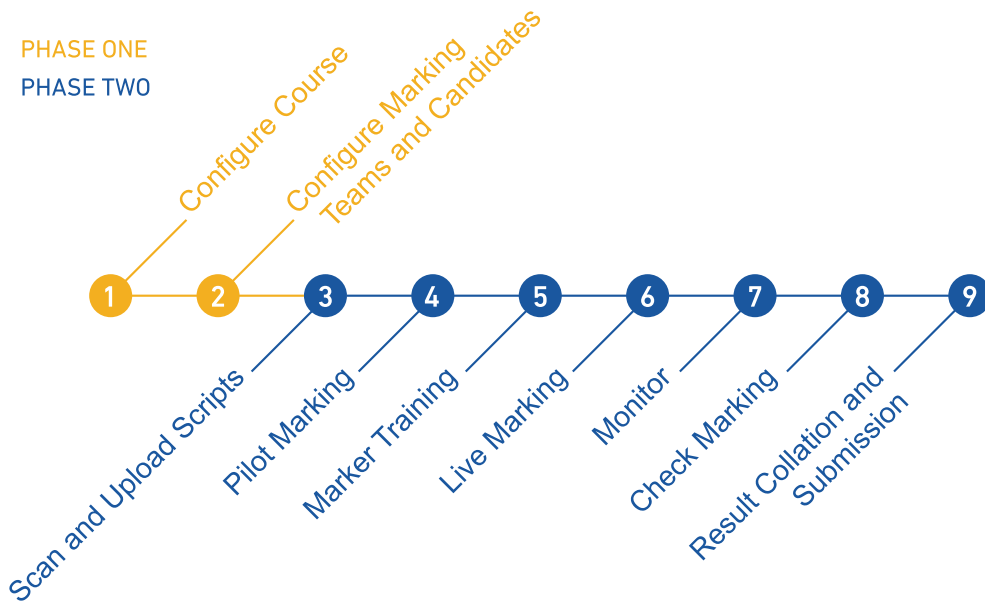 PHASE ONE
PHASE TWO
Configure Course
Configure Marking
Teams and Candidates
1
2
3
4
5
6
7
8
9
Scan and Upload Scripts
Pilot Marking
Marker Training
Live Marking
Monitor
Check Marking
Result Collation and
Submission